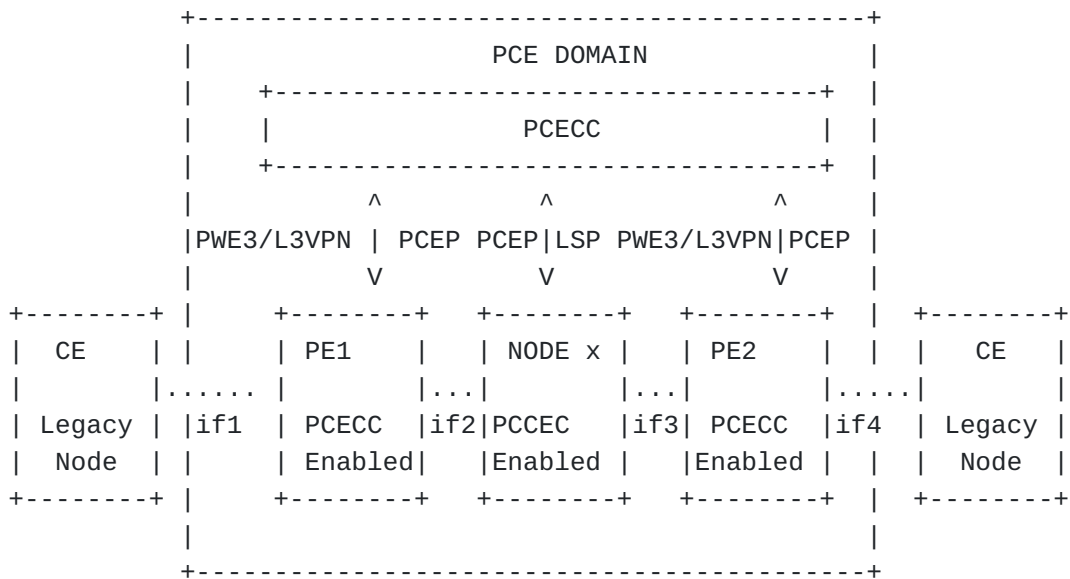 PCE DOMAIN
PCECC
PWE3/L3VPN PCEP PCEP LSP PWE3/L3VPN PCEP
CE PE1 NODE x PE2 CE
Legacy if1 PCECC if2 PCCEC if3 PCECC if4 Legacy
Node Enabled Enabled Enabled Node